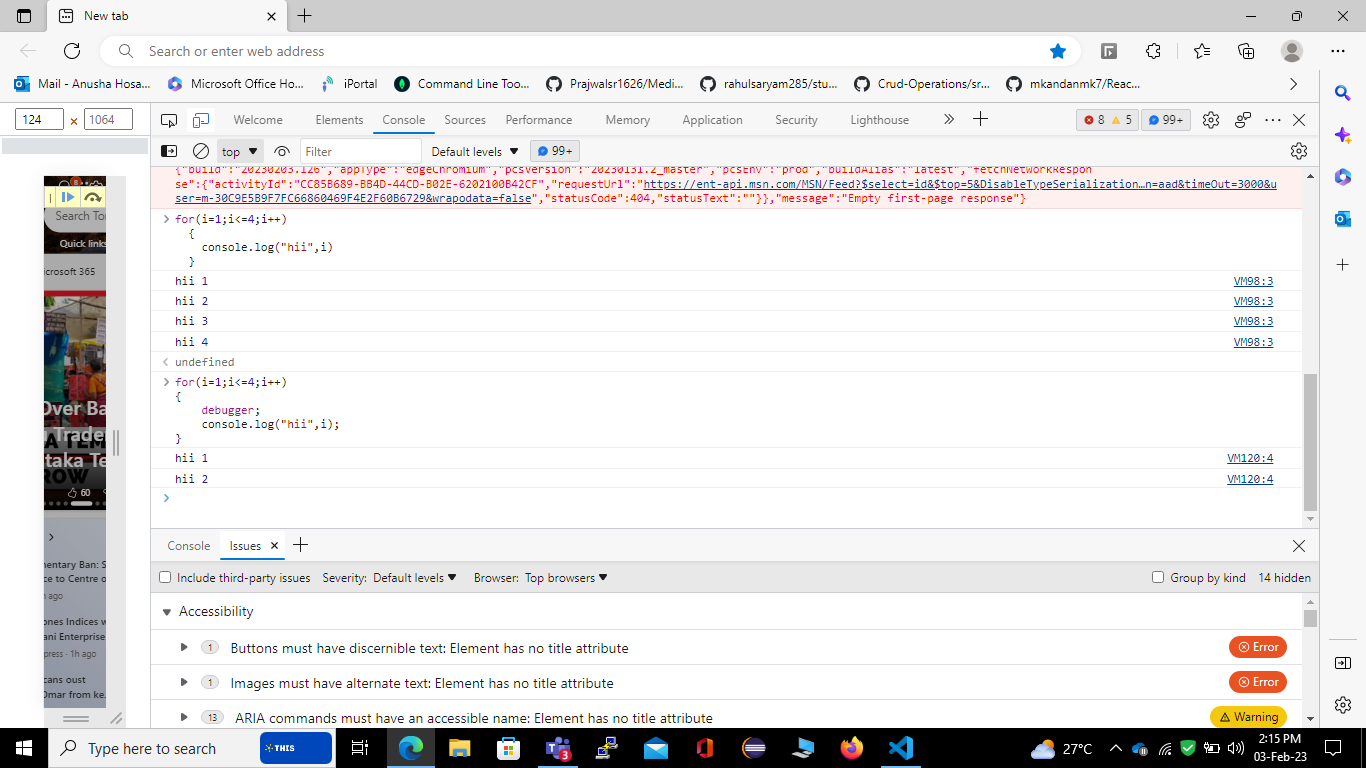 New tab
Search or enter web address
Mail - Anusha Hosa...
Microsoft Office Ho...
iPortal
Command Line Too...
Prajwalsr1626/Medi...
rahulsaryam285/stu...
Crud-Operations/sr...
mkandanmk7/Reac...
124 × 1064
Welcome Elements Console Sources Performance Memory Application Security Lighthouse 8 5 99+
top Filter Default levels 99+
{"build":"20230203.126","appType":"edgeChromium","pcsVersion":"20230131.2_master","pcsEnv":"prod","buildAlias":"latest","fetchNetworkRespon
se":{"activityId":"CC85B689-BB4D-44CD-B02E-6202100B42CF","requestUrl":"https://ent-api.msn.com/MSN/Feed?$select=id&$top=5&DisableTypeSerialization…n=aad&timeOut=3000&u
ser=m-30C9E5B9F7FC66860469F4E2F60B6729&wrapodata=false","statusCode":404,"statusText":""}},"message":"Empty first-page response"}
for(i=1;i<=4;i++)
{
console.log("hii",i)
}
hii 1 VM98:3
hii 2 VM98:3
hii 3 VM98:3
hii 4 VM98:3
undefined
for(i=1;i<=4;i++)
{
debugger;
console.log("hii",i);
}
hii 1 VM120:4
hii 2 VM120:4
Search
Quick links
icrosoft 365
Over Ba
Trader
taka Te
ROW
60
mentary Ban: S
ce to Centre o
ago
ones Indices w
ani Enterprise
press · 1h ago
cans oust
Omar from ke..
Console Issues
Include third-party issues Severity: Default levels Browser: Top browsers Group by kind 14 hidden
Accessibility
1 Buttons must have discernible text: Element has no title attribute Error
1 Images must have alternate text: Element has no title attribute Error
13 ARIA commands must have an accessible name: Element has no title attribute Warning
Type here to search
THIS
3
27°C
8
2:15 PM
03-Feb-23